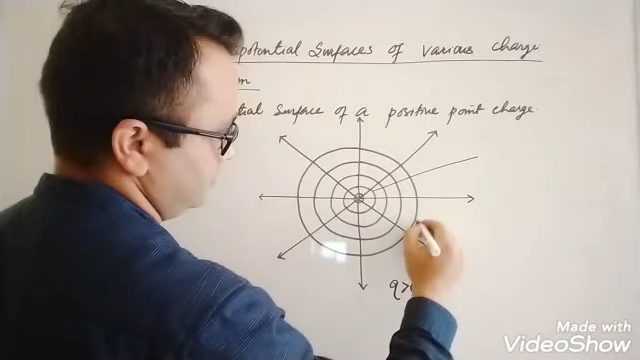 potential Surfaces of various charge
m
tial Surface of a positive point charge.
q>
Made with
VideoShow